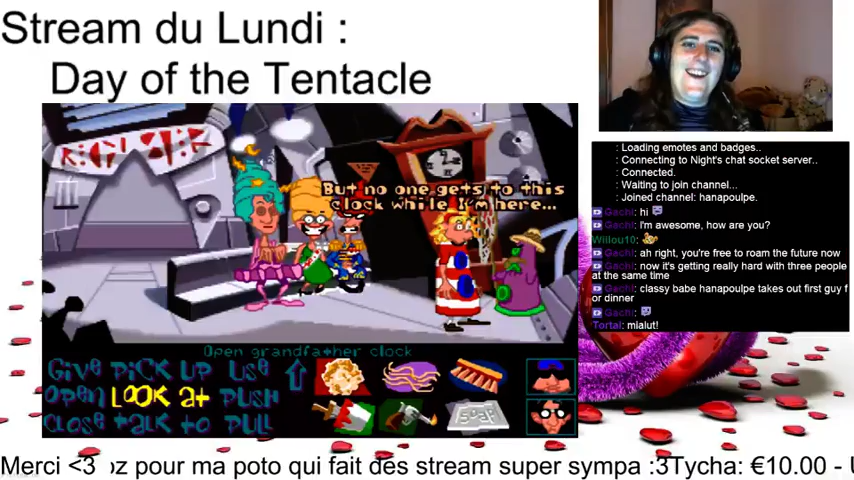 Stream du Lundi :
Day of the Tentacle
But no one gets to this
clock while I'm here...
Open grandfather clock
Give Pick up Use
Open Look at Push
Close Talk to Pull
SOAP
: Loading emotes and badges..
: Connecting to Night's chat socket server..
: Connected.
: Waiting to join channel...
: Joined channel: hanapoulpe.
Gachi: hi
Gachi: I'm awesome, how are you?
Willou10:
Gachi: ah right, you're free to roam the future now
Gachi: now it's getting really hard with three people
at the same time
Gachi: classy babe hanapoulpe takes out first guy f
or dinner
Gachi:
Tortai: mialut!
Merci <3 oz pour ma poto qui fait des stream super sympa :3Tycha: €10.00 - U